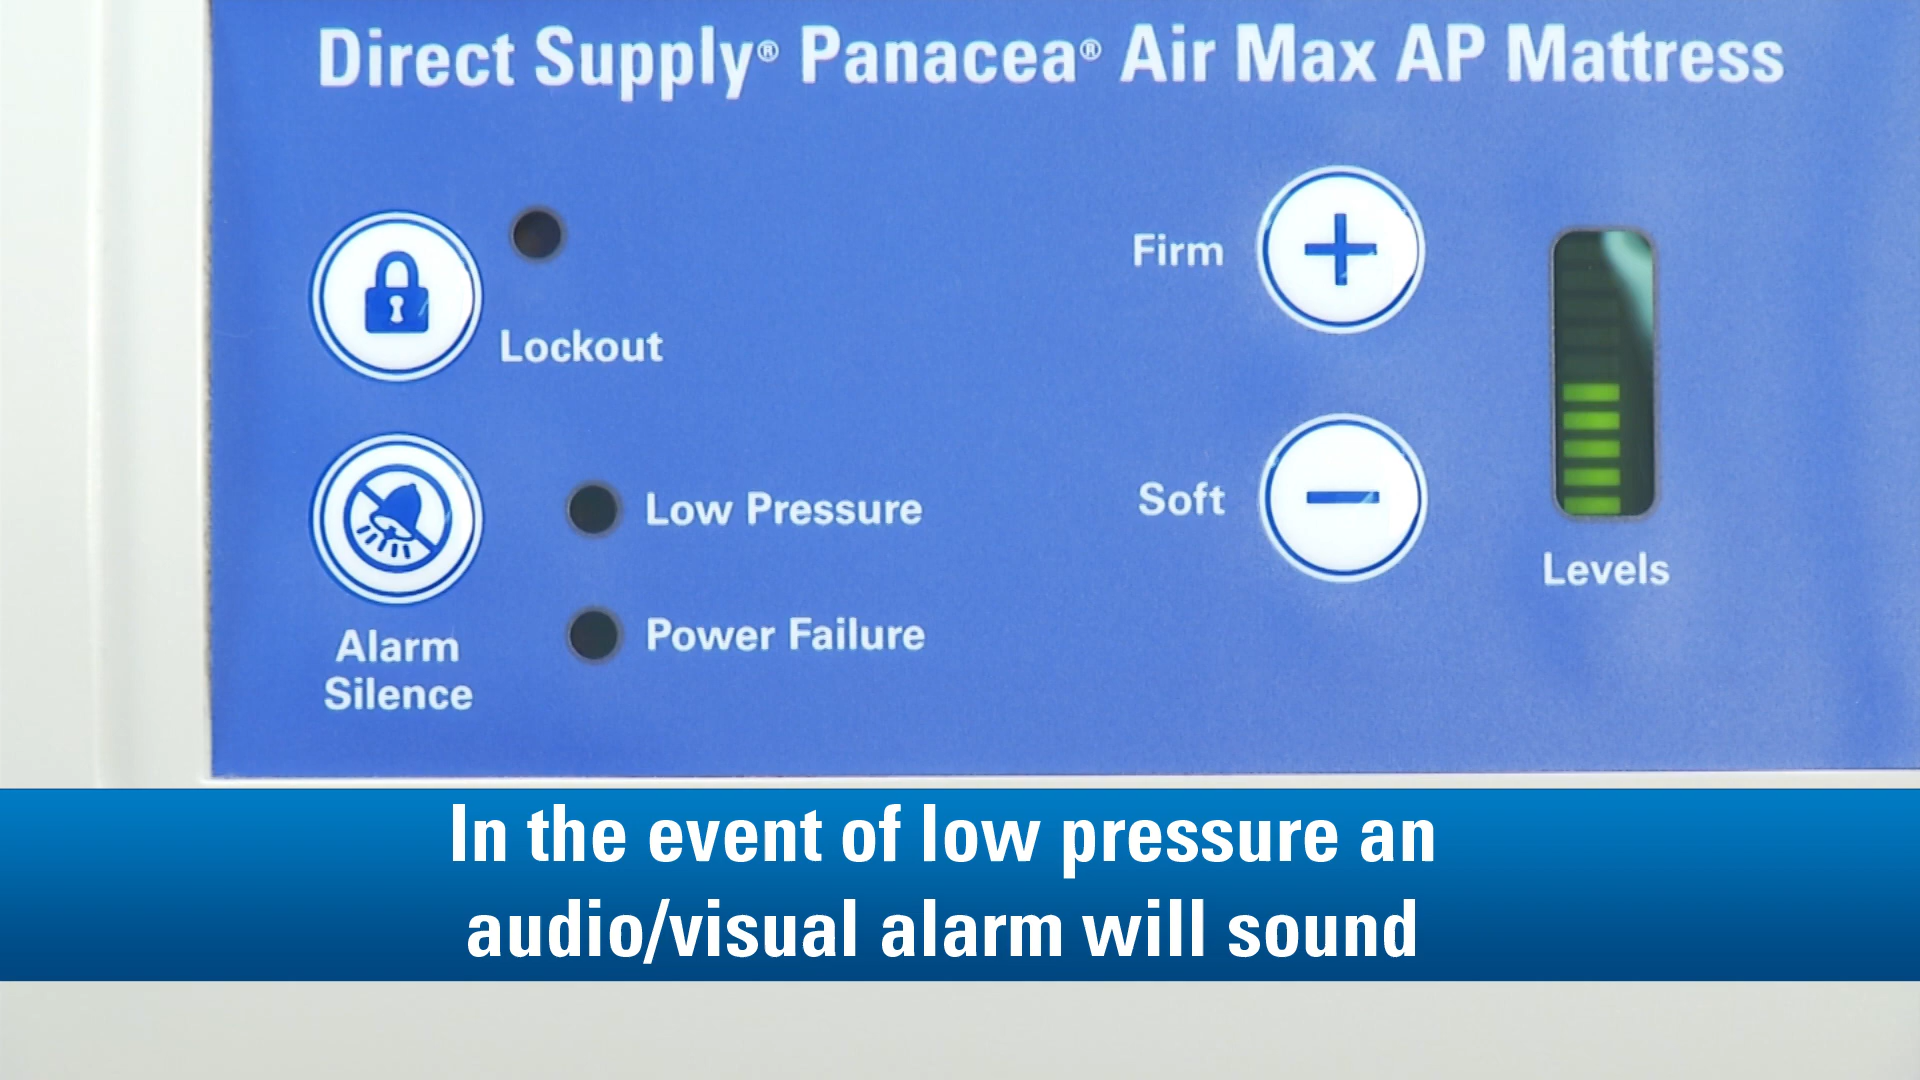 Direct Supply® Panacea® Air Max AP Mattress
Lockout
Firm
Soft
Levels
Low Pressure
Power Failure
Alarm
Silence
In the event of low pressure an
audio/visual alarm will sound